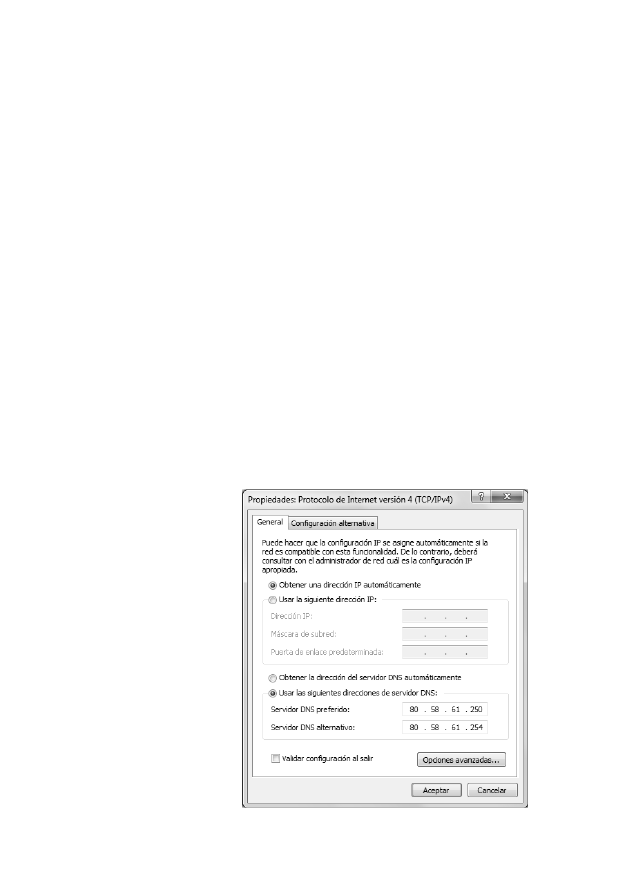 Propiedades: Protocolo de Internet versión 4 (TCP/IPv4)
General
Configuración alternativa
Puede hacer que la configuración IP se asigne automáticamente si la
red es compatible con esta funcionalidad. De lo contrario, deberá
consultar con el administrador de red cuál es la configuración IP
apropiada.
Obtener una dirección IP automáticamente
Usar la siguiente dirección IP:
Dirección IP:
Máscara de subred:
Puerta de enlace predeterminada:
Obtener la dirección del servidor DNS automáticamente
Usar las siguientes direcciones de servidor DNS:
Servidor DNS preferido: 80 . 58 . 61 . 250
Servidor DNS alternativo: 80 . 58 . 61 . 254
Validar configuración al salir
Opciones avanzadas...
Aceptar
Cancelar